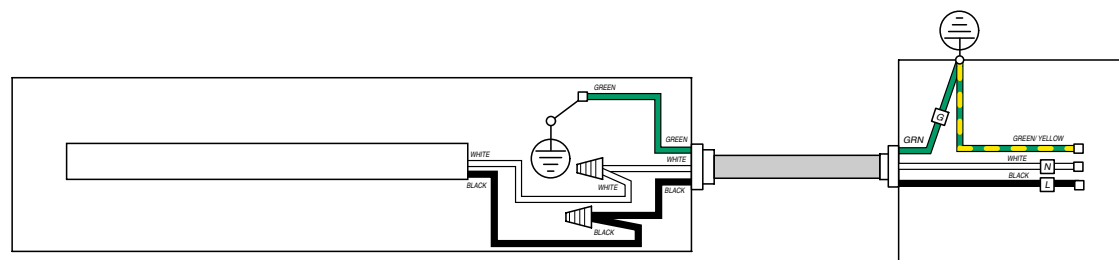 GREEN
GREEN
WHITE
WHITE
BLACK
WHITE
BLACK
BLACK
G
GRN
GREEN/ YELLOW
WHITE
N
BLACK
L